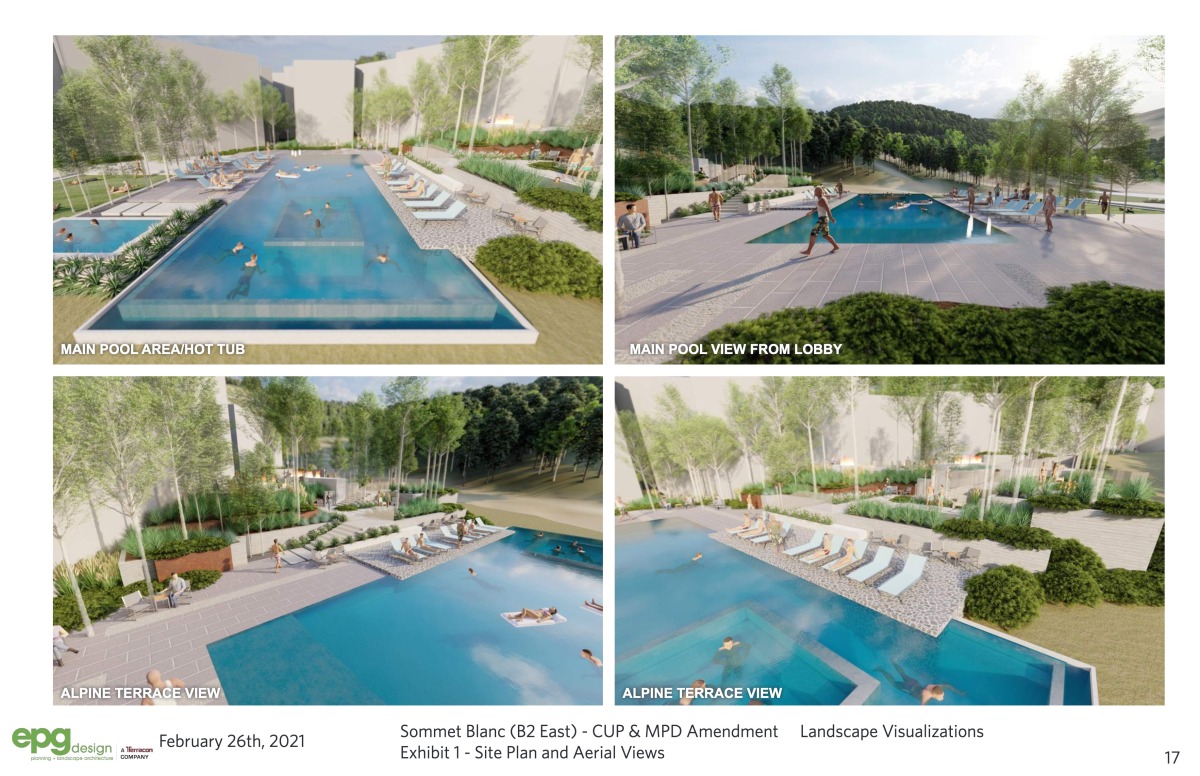 MAIN POOL AREA/HOT TUB
MAIN POOL VIEW FROM LOBBY
ALPINE TERRACE VIEW
ALPINE TERRACE VIEW
epg design
planning + landscape architecture
A Terracon
COMPANY
February 26th, 2021
Sommet Blanc (B2 East) - CUP & MPD Amendment
Exhibit 1 - Site Plan and Aerial Views
Landscape Visualizations
17